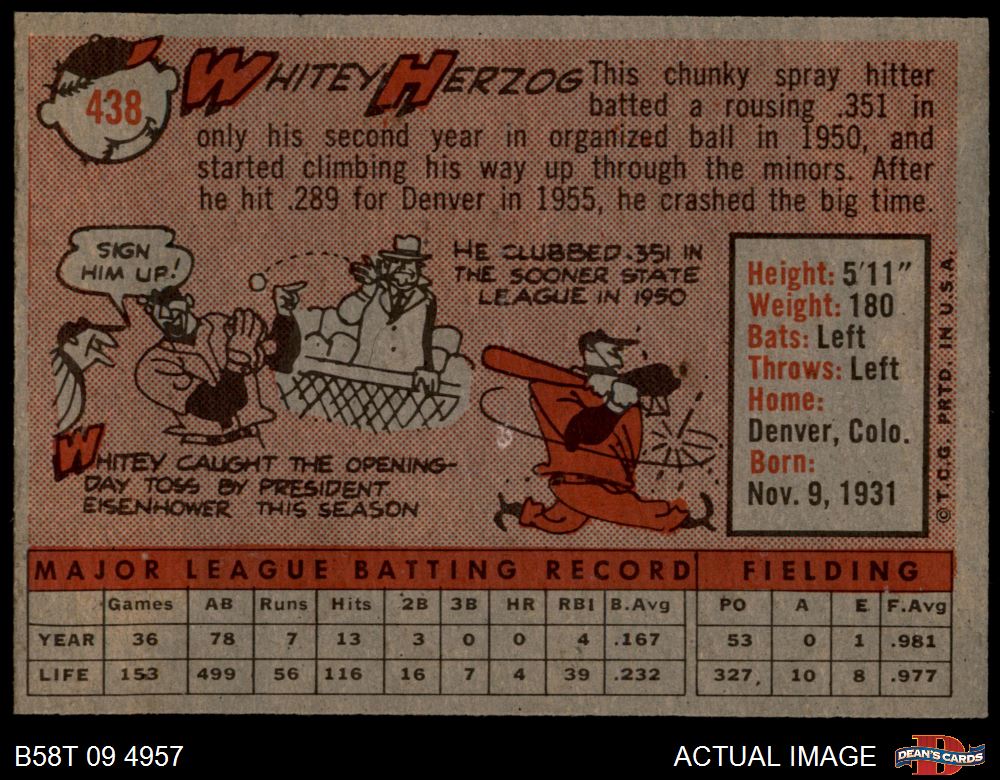 438
WHITEY HERZOG This chunky spray hitter
batted a rousing .351 in
only his second year in organized ball in 1950, and
started climbing his way up through the minors. After
he hit .289 for Denver in 1955, he crashed the big time.
SIGN
HIM UP!
HE CLUBBED .351 IN
THE SOONER STATE
LEAGUE IN 1950
WHITEY CAUGHT THE OPENING-
DAY TOSS BY PRESIDENT
EISENHOWER THIS SEASON
Height: 5'11"
Weight: 180
Bats: Left
Throws: Left
Home:
Denver, Colo.
Born:
Nov. 9, 1931
© T.C.G. PRTD. IN U.S.A.
MAJOR LEAGUE BATTING RECORD FIELDING
Games AB Runs Hits 2B 3B HR RBI B.Avg PO A E F.Avg
YEAR 36 78 7 13 3 0 0 4 .167 53 0 1 .981
LIFE 153 499 56 116 16 7 4 39 .232 327 10 8 .977
B58T 09 4957 ACTUAL IMAGE
DEAN'S CARDS